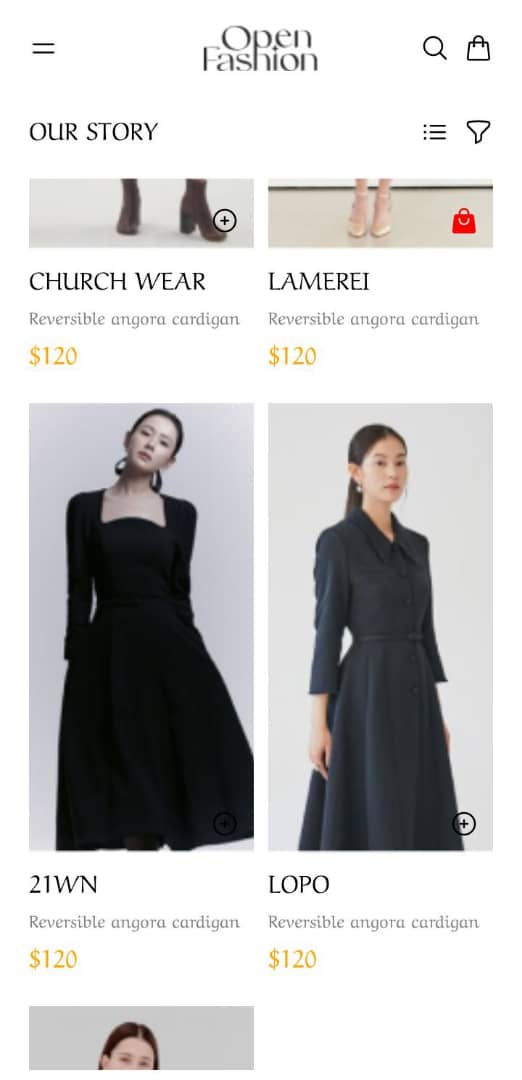 Open
Fashion
OUR STORY
CHURCH WEAR
Reversible angora cardigan
$120
LAMEREI
Reversible angora cardigan
$120
21WN
Reversible angora cardigan
$120
LOPO
Reversible angora cardigan
$120